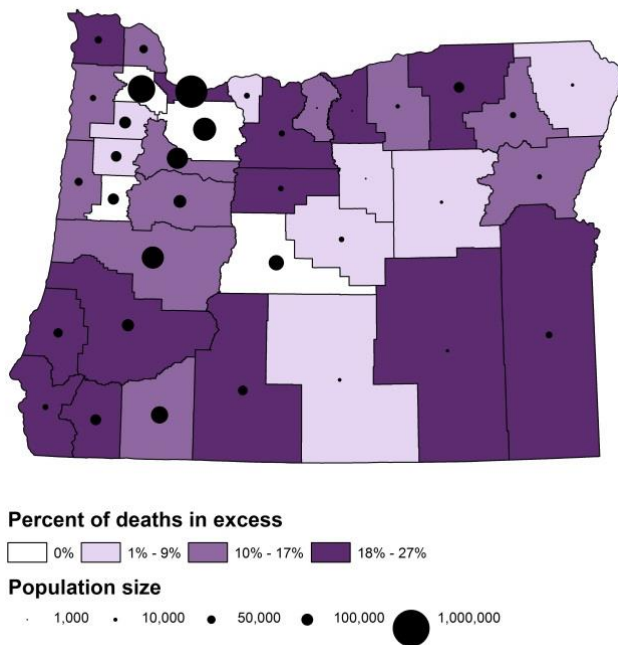 Percent of deaths in excess
0% 1% - 9% 10% - 17% 18% - 27%
Population size
1,000 10,000 50,000 100,000 1,000,000